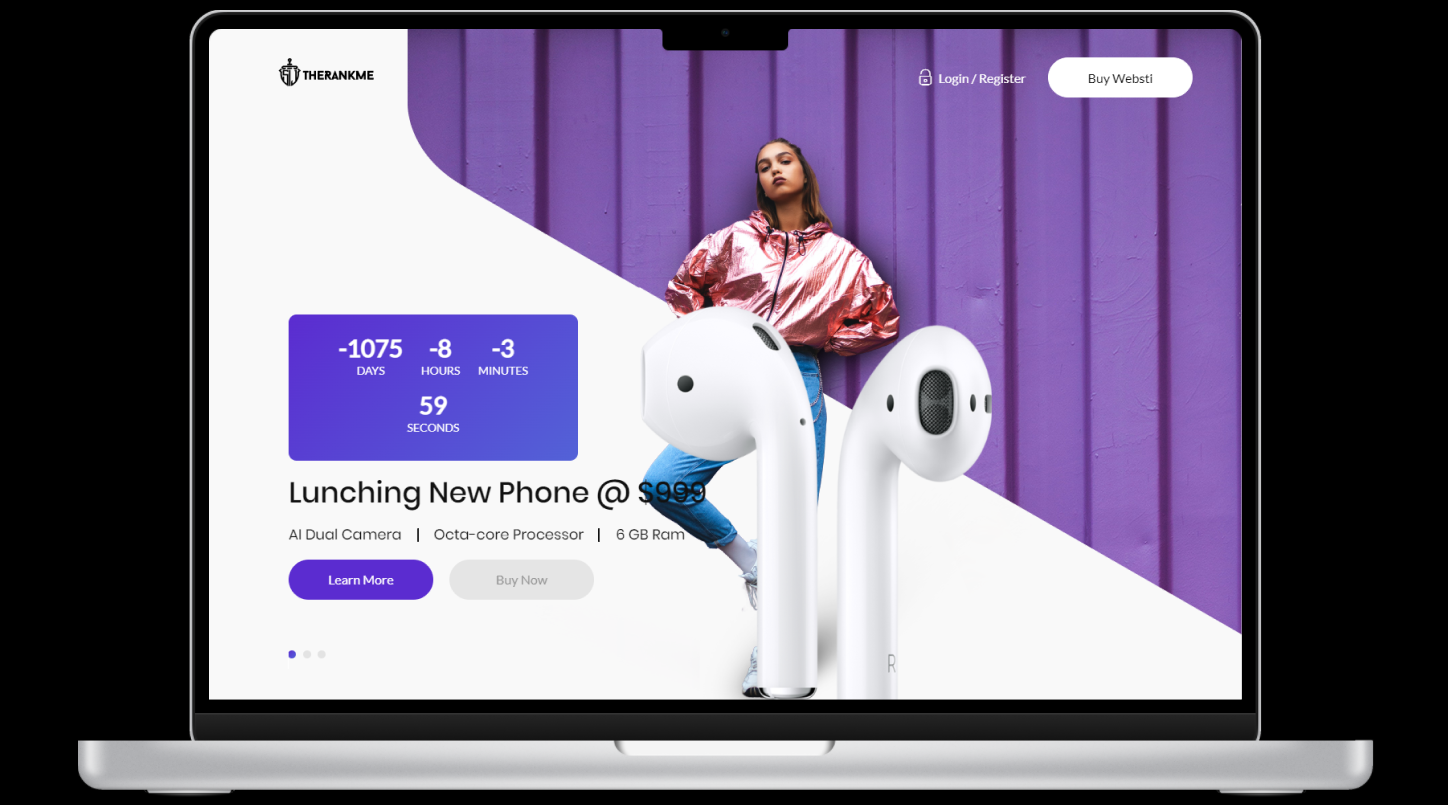 THERANKME
Login / Register
Buy Websti
-1075 -8 -3
DAYS HOURS MINUTES
59
SECONDS
Lunching New Phone @ $999
AI Dual Camera | Octa-core Processor | 6 GB Ram
Learn More
Buy Now
R